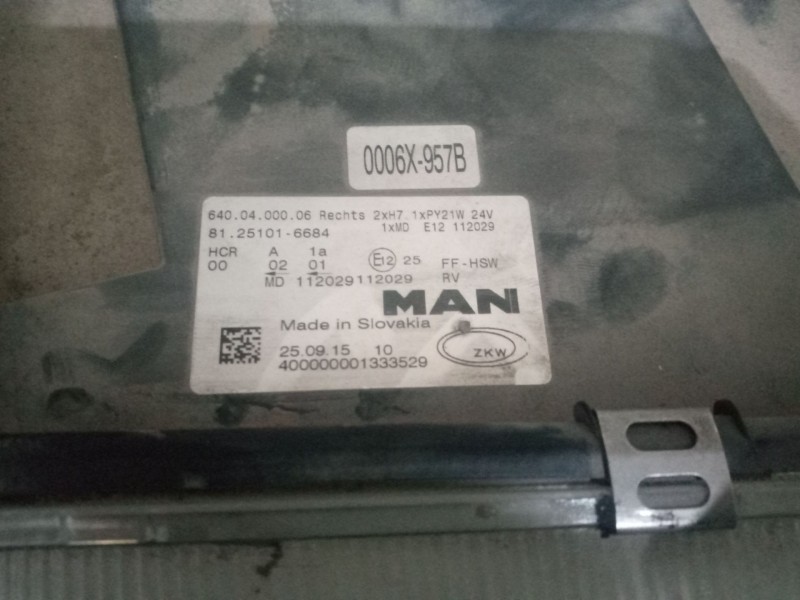 0006X-957B
640.04.000.06 Rechts 2xH7.1xPY21W 24V
81.25101-6684 1xMD E12 112029
HCR A 1a
00 02 01 E12 25 FF-HSW
MD 112029112029 RV
MAN
Made in Slovakia
25.09.15 10 ZKW
400000001333529